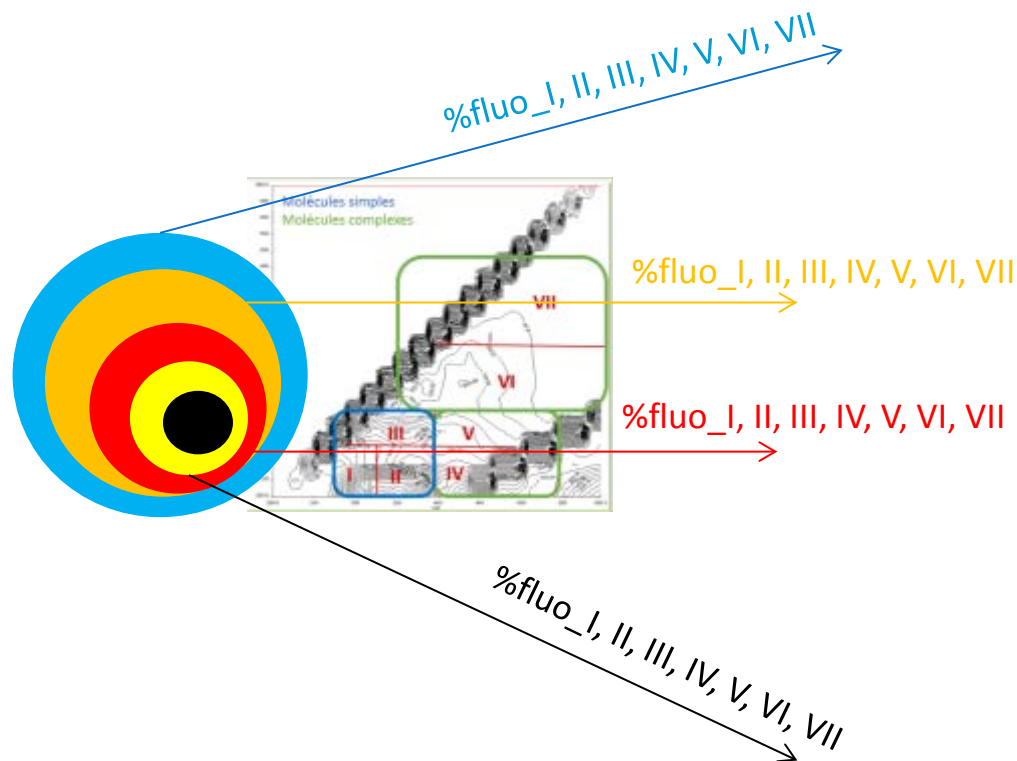 %fluo_I, II, III, IV, V, VI, VII
Molécules simples
Molécules complexes
%fluo_I, II, III, IV, V, VI, VII
VII
VI
%fluo_I, II, III, IV, V, VI, VII
III
V
I
II
IV
%fluo_I, II, III, IV, V, VI, VII